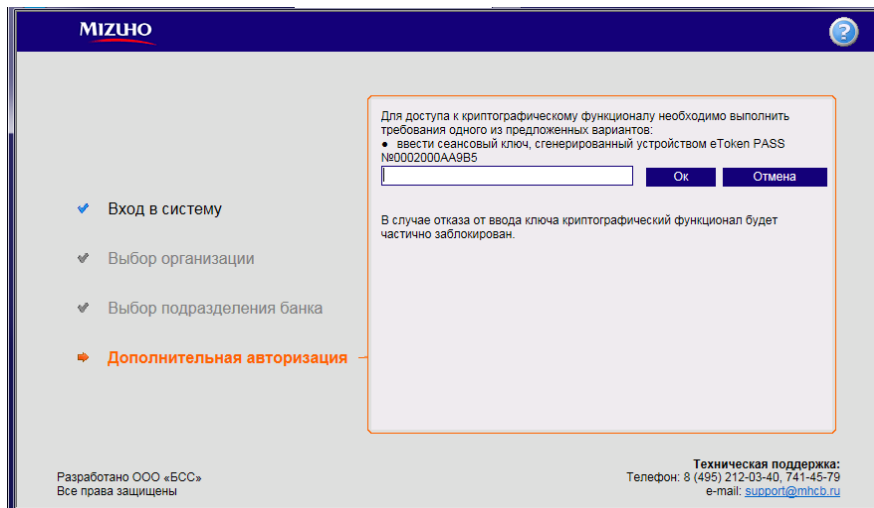 MIZUHO
?
Для доступа к криптографическому функционалу необходимо выполнить
требования одного из предложенных вариантов:
● ввести сеансовый ключ, сгенерированный устройством eToken PASS
№0002000AA9B5
Ок
Отмена
В случае отказа от ввода ключа криптографический функционал будет
частично заблокирован.
Вход в систему
Выбор организации
Выбор подразделения банка
Дополнительная авторизация
Разработано ООО «БСС»
Все права защищены
Техническая поддержка:
Телефон: 8 (495) 212-03-40, 741-45-79
e-mail: support@mhcb.ru